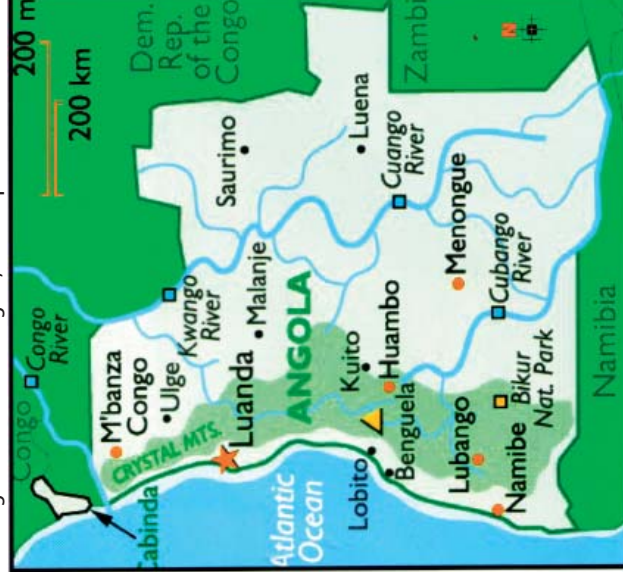 200 m
200 km
Dem.
Rep.
of the
Congo
Zambia
N
Congo
Congo
River
M'banza
Congo
Ulge
Kwango
River
Saurimo
Luena
Cuango
River
Malanje
CRYSTAL MTS.
Luanda
ANGOLA
Cabinda
Atlantic
Ocean
Lobito
Benguela
Kuito
Huambo
Menongue
Cubango
River
Lubango
Namibe
Bikur
Nat. Park
Namibia